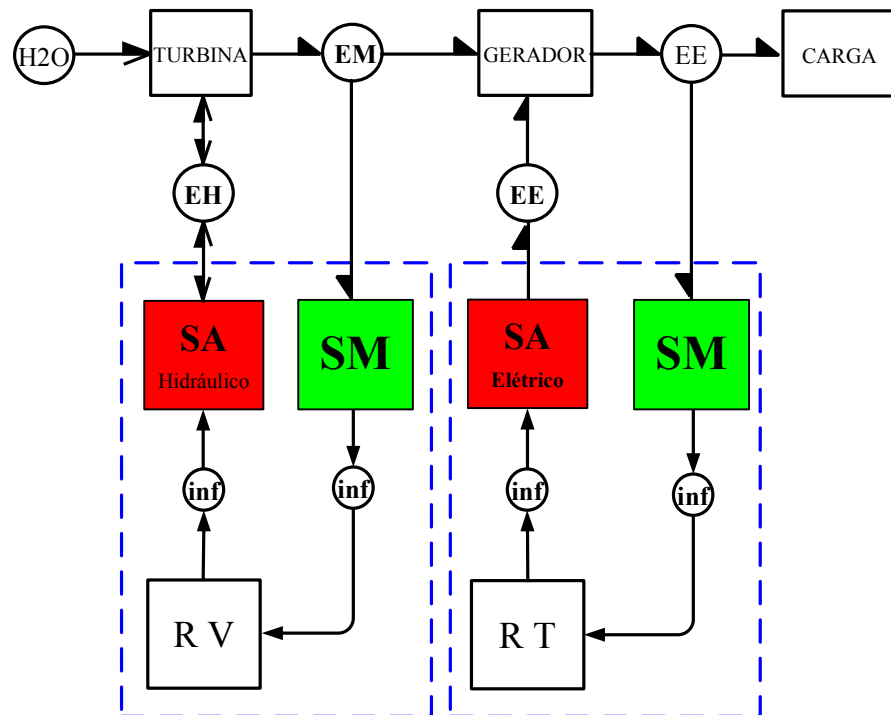 H2O
TURBINA
EM
GERADOR
EE
CARGA
EH
EE
SA
Hidráulico
SM
SA
Elétrico
SM
inf
inf
inf
inf
R V
R T